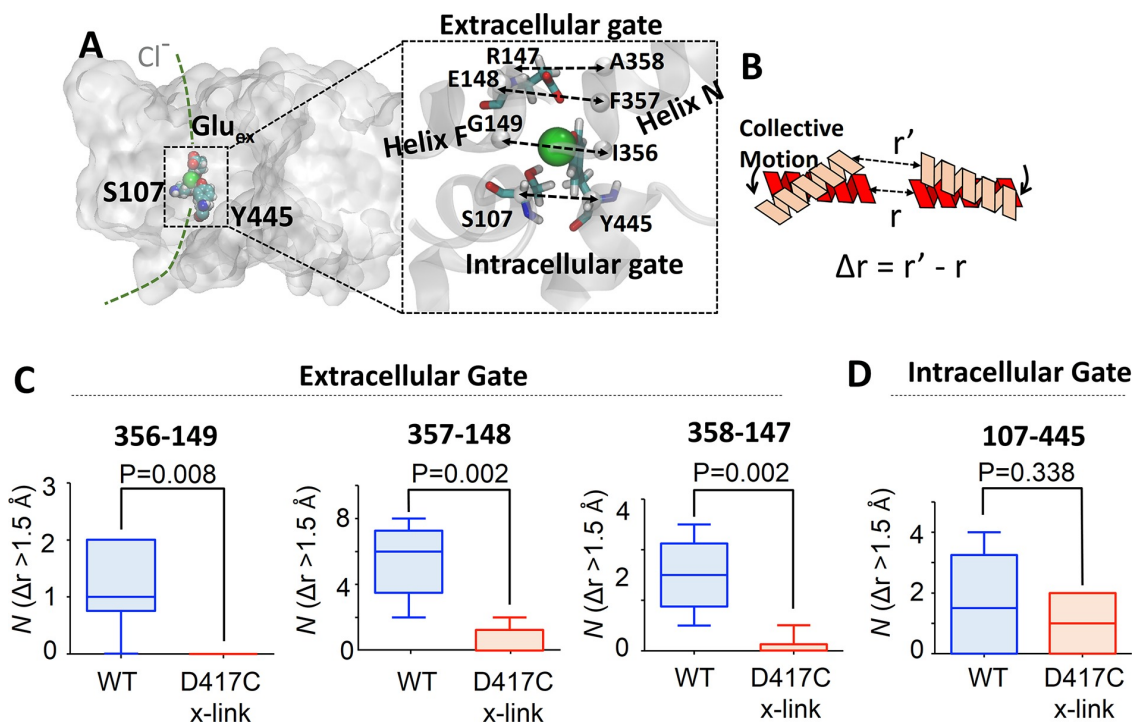 A
Cl⁻
Glu_ex
S107
Y445
Extracellular gate
R147
A358
E148
F357
G149
Helix F
Helix N
I356
S107
Y445
Intracellular gate
B
Collective
Motion
r'
r
Δr = r' - r
C
Extracellular Gate
356-149
P=0.008
N (Δr >1.5 Å)
3
2
1
0
WT
D417C
x-link
357-148
P=0.002
N (Δr >1.5 Å)
8
4
0
WT
D417C
x-link
358-147
P=0.002
N (Δr >1.5 Å)
4
2
0
WT
D417C
x-link
D
Intracellular Gate
107-445
P=0.338
N (Δr >1.5 Å)
4
2
0
WT
D417C
x-link